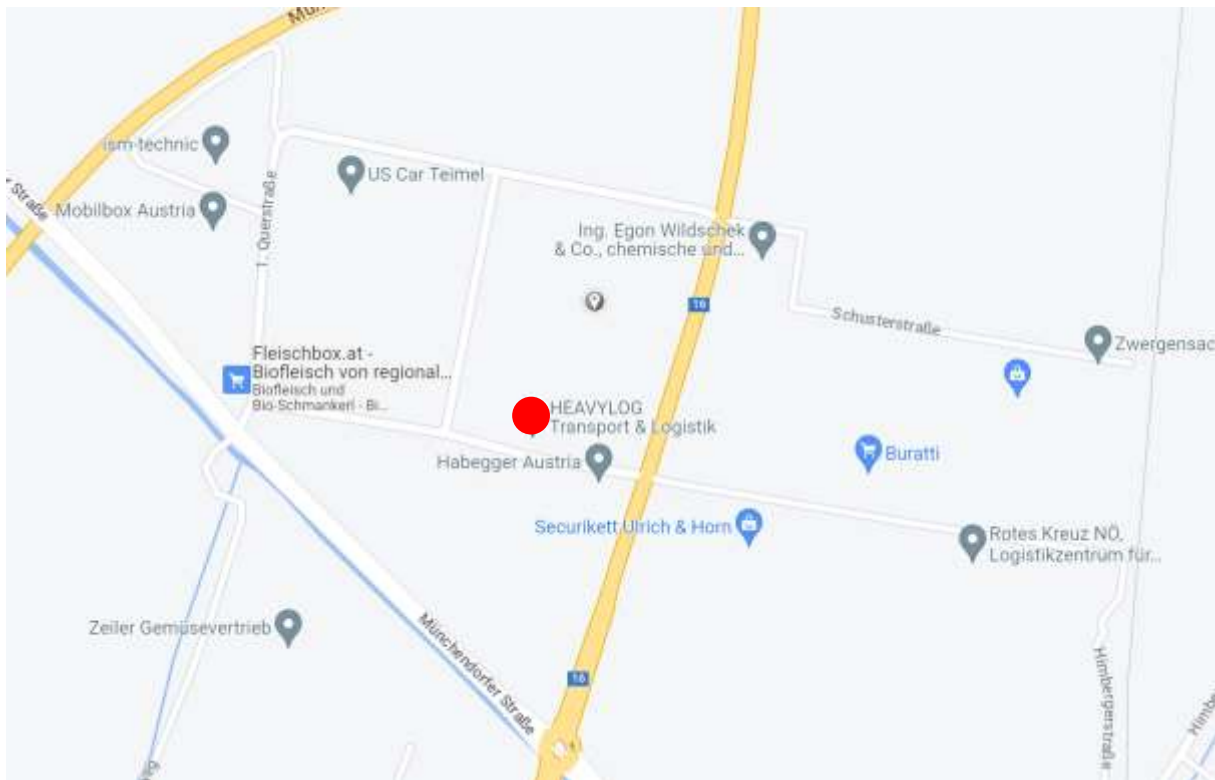 Mün
ism-technic
US Car Teimel
r Straße
Mobilbox Austria
1. Querstraße
Ing. Egon Wildschek
& Co., chemische und...
16
Schusterstraße
Zwergensac
Fleischbox.at -
Biofleisch von regional...
Biofleisch und
Bio-Schmankerl - Bi...
HEAVYLOG
Transport & Logistik
Habegger Austria
Buratti
Securikett Ulrich & Horn
Rotes Kreuz NÖ,
Logistikzentrum für...
Zeiler Gemüsevertrieb
Münchendorfer Straße
16
Himbergerstraße
Himbe